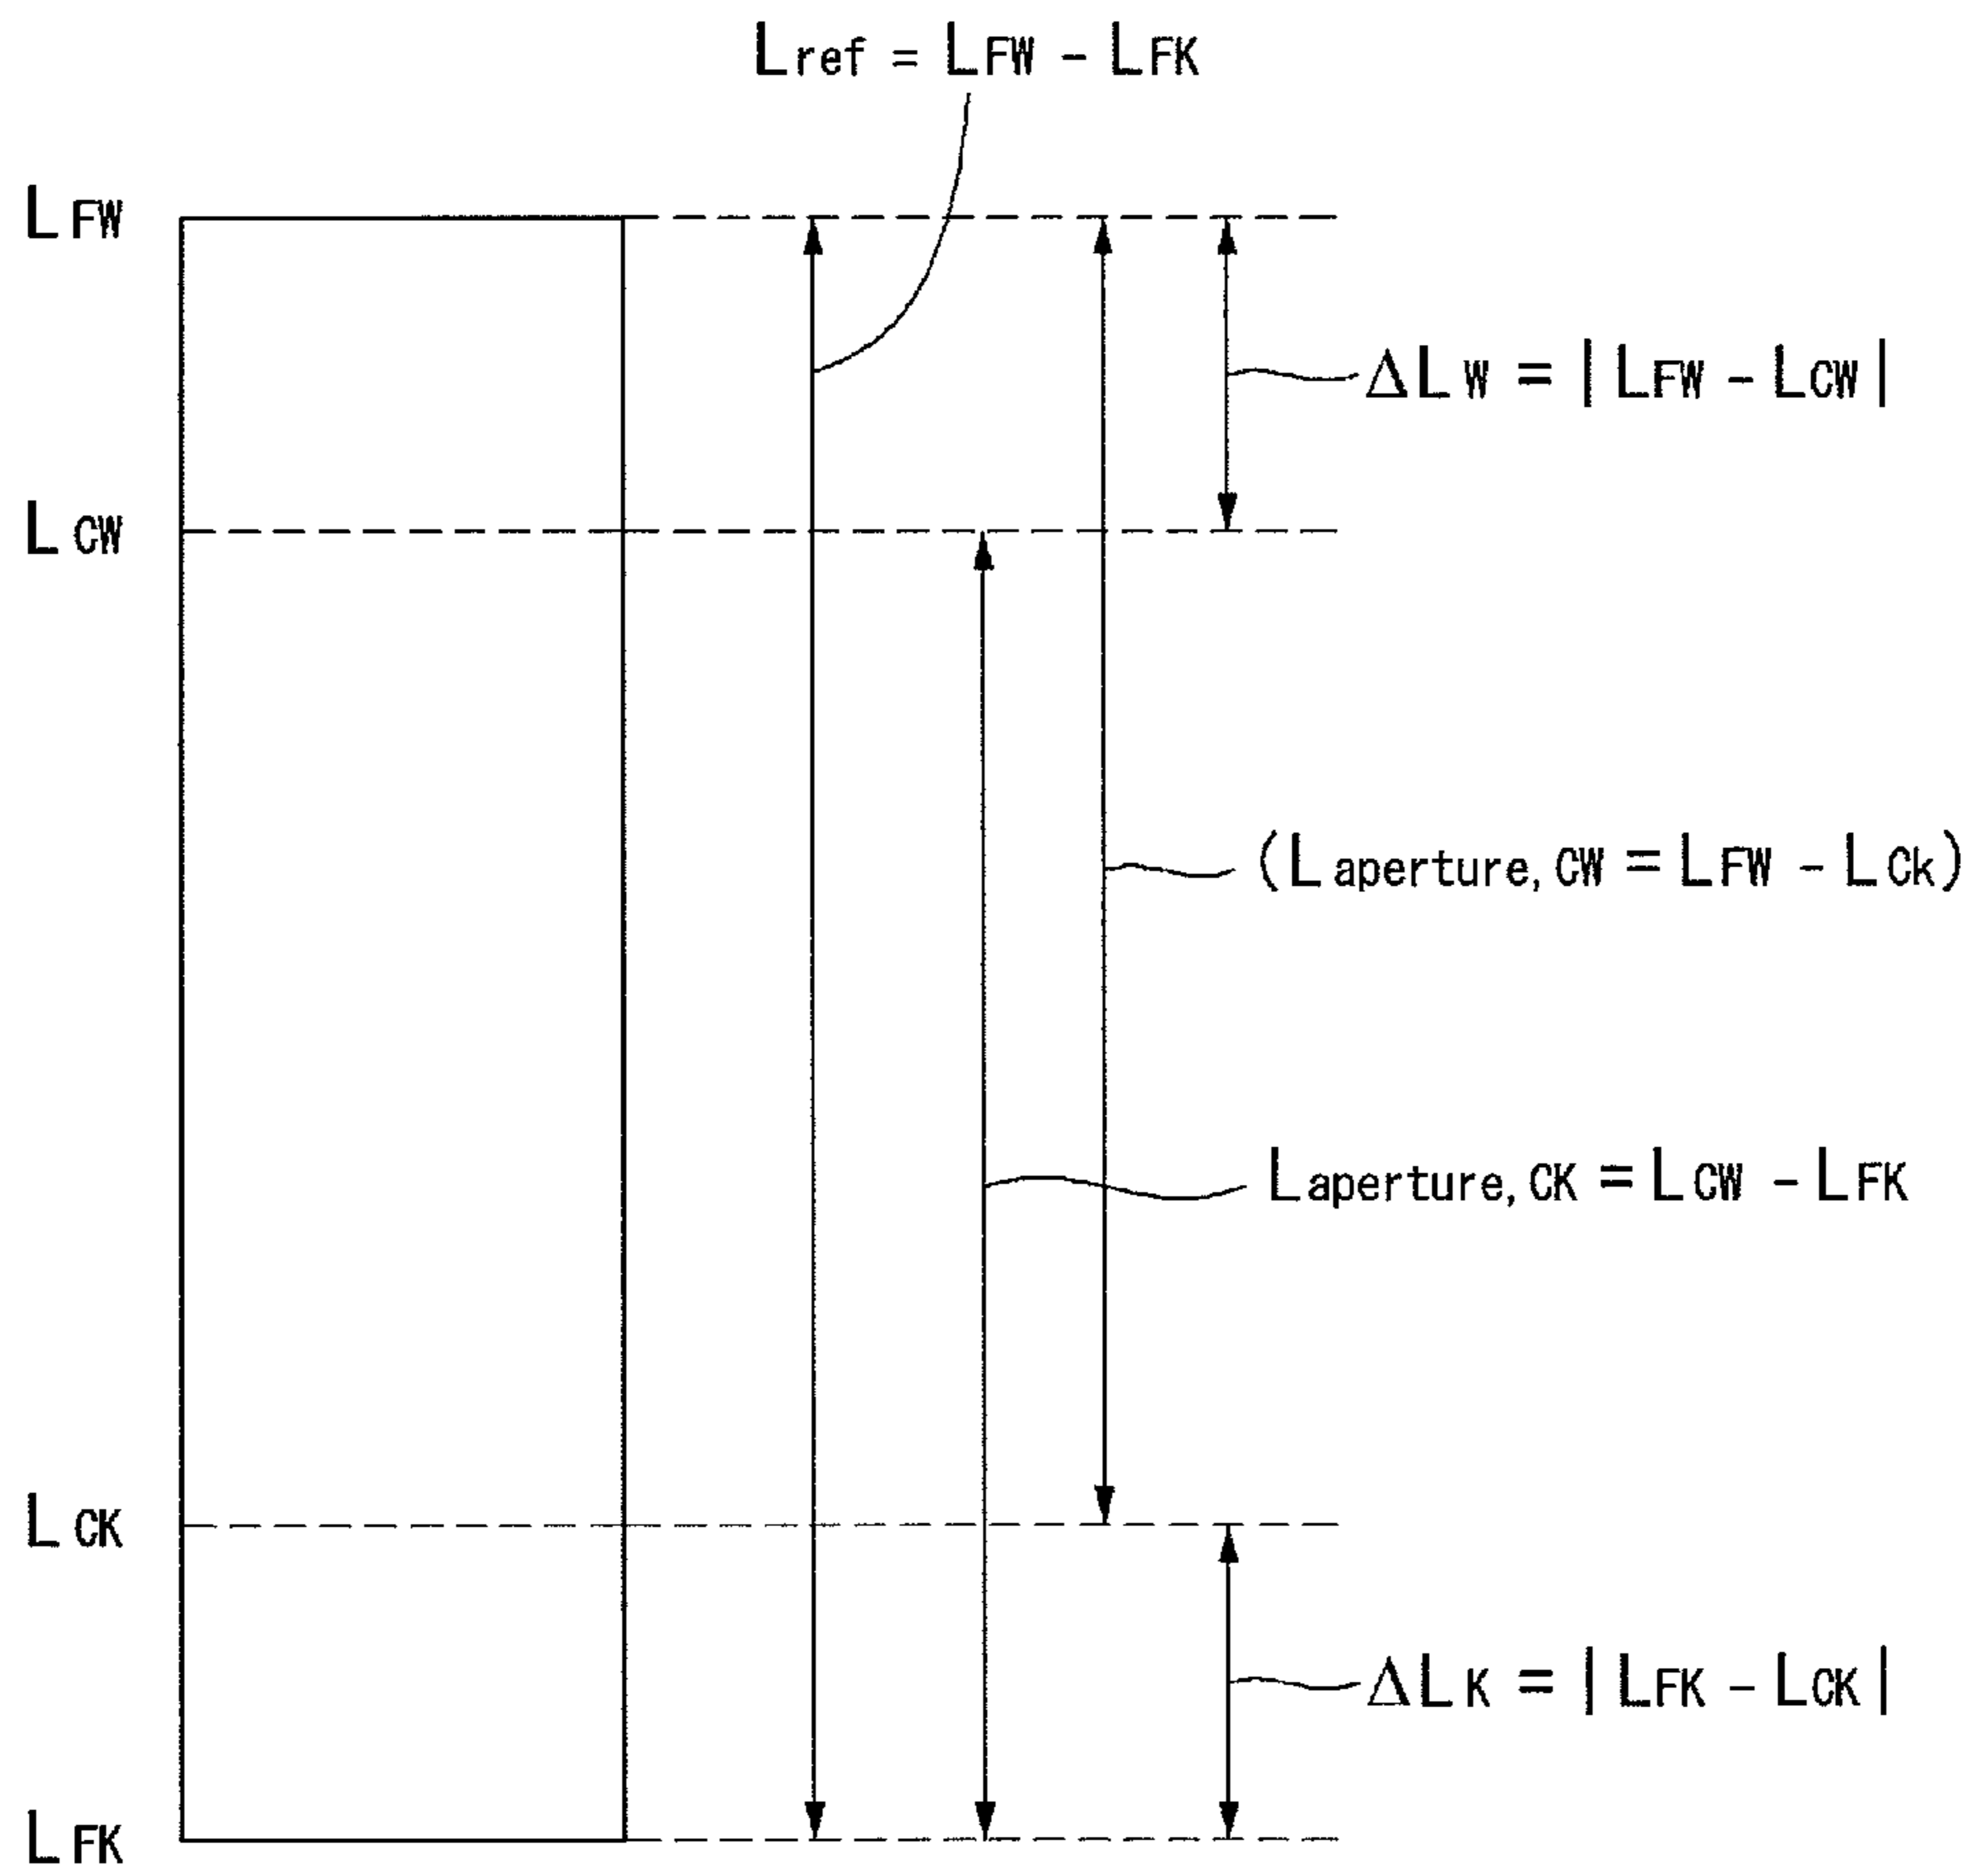 Lref = LFW - LFK
LFW
ΔLW = |LFW - LCW|
LCW
(Laperture, CW = LFW - LCk)
Laperture, CK = LCW - LFK
LCK
ΔLK = |LFK - LCK|
LFK